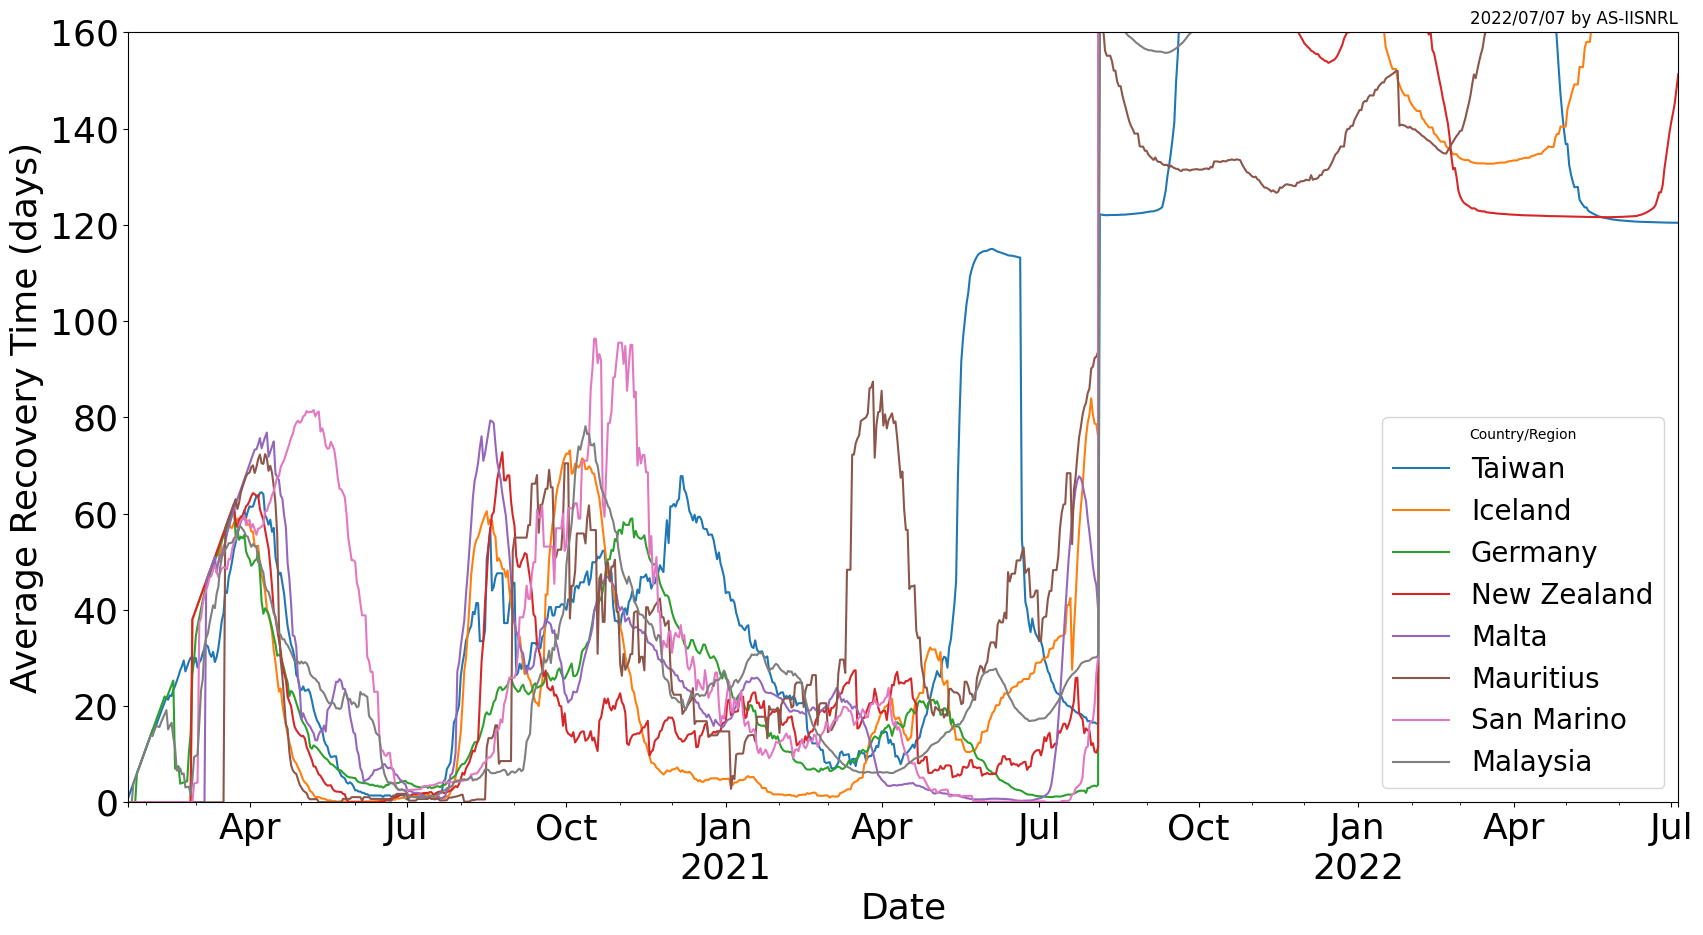 2022/07/07 by AS-IISNRL
Average Recovery Time (days)
160
140
120
100
80
60
40
20
0
Country/Region
Taiwan
Iceland
Germany
New Zealand
Malta
Mauritius
San Marino
Malaysia
Apr Jul Oct Jan Apr Jul Oct Jan Apr Jul
2021 2022
Date